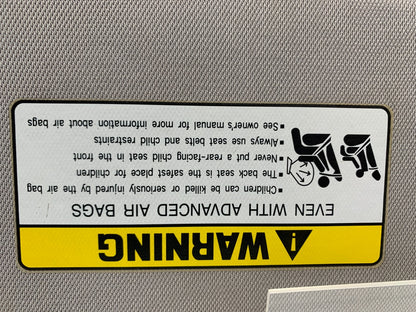 WARNING
EVEN WITH ADVANCED AIR BAGS
• Children can be killed or seriously injured by the air bag
• The back seat is the safest place for children
• Never put a rear-facing child seat in the front
• Always use seat belts and child restraints
• See owner's manual for more information about air bags